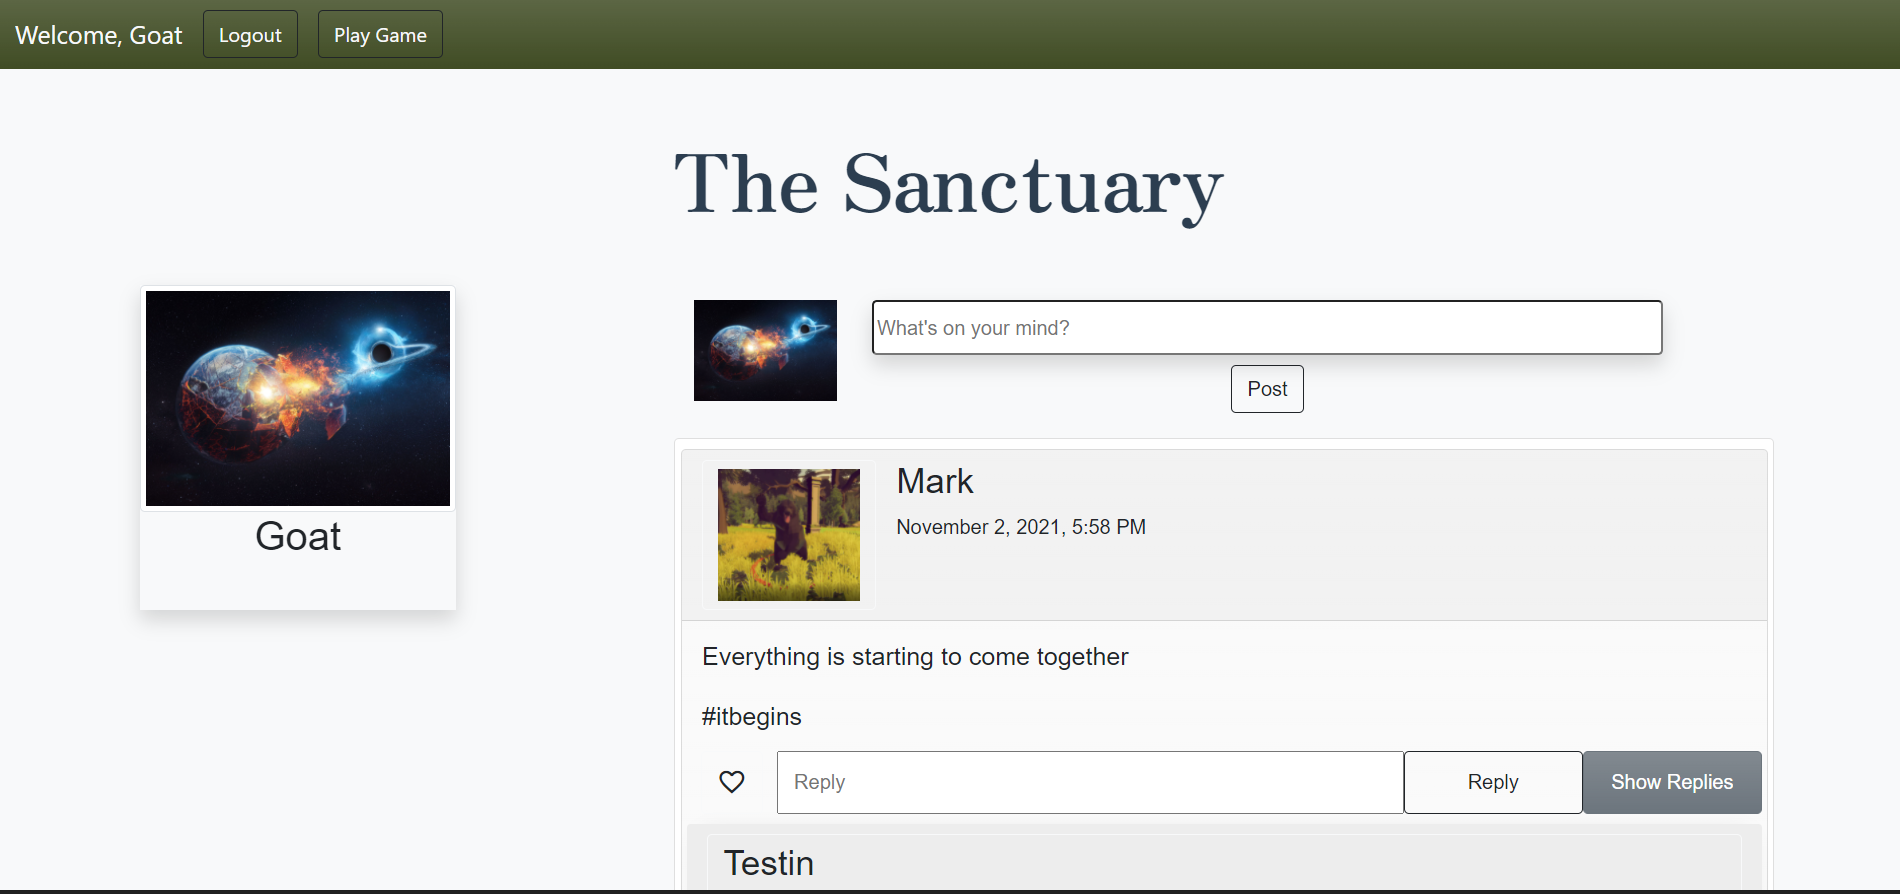 Welcome, Goat
Logout
Play Game
The Sanctuary
Goat
What's on your mind?
Post
Mark
November 2, 2021, 5:58 PM
Everything is starting to come together
#itbegins
Reply
Reply
Show Replies
Testin